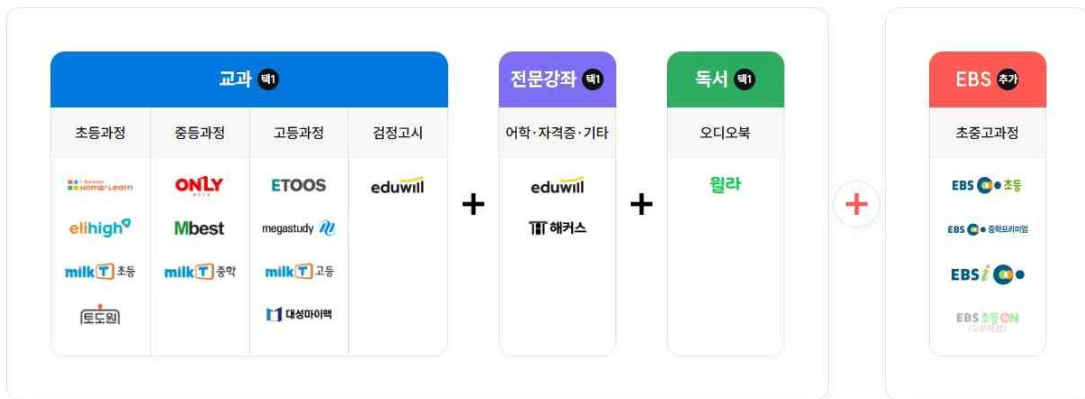 교과 택1
전문강좌 택1
독서 택1
EBS 추가
초등과정 중등과정 고등과정 검정고시
어학·자격증·기타
오디오북
초중고과정
Home-Learn
ONLY
ETOOS
eduwill
eduwill
윌라
EBS 초등
elihigh
Mbest
megastudy
해커스
EBS 중학프리미엄
milk T 초등
milk T 중학
milk T 고등
EBSi
토도원
대성마이맥
EBS 초등ON
+
+
+